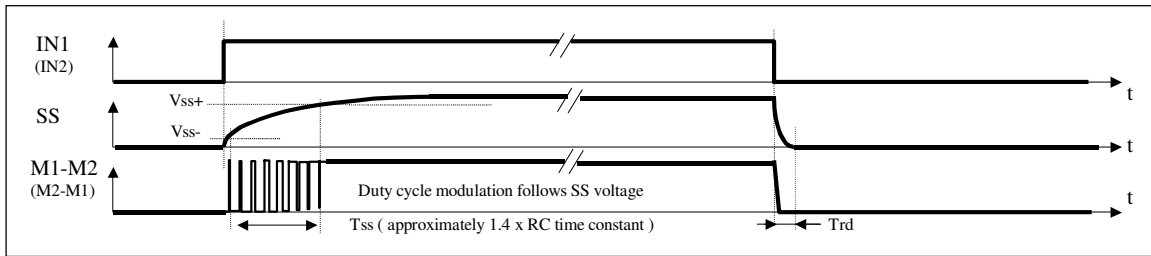 IN1
(IN2)
t
Vss+
SS
Vss-
t
M1-M2
(M2-M1)
Duty cycle modulation follows SS voltage
t
Tss ( approximately 1.4 x RC time constant )
Trd